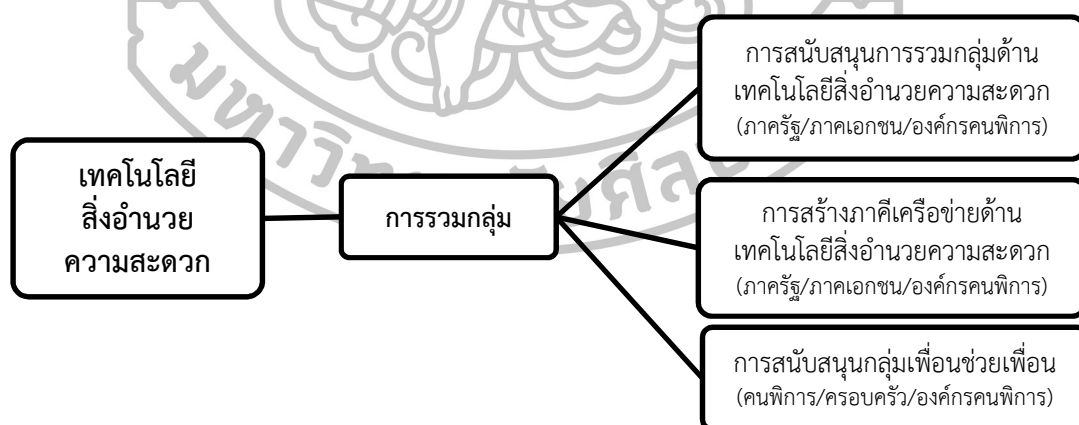 การสนับสนุนการรวมกลุ่มด้าน
เทคโนโลยีสิ่งอำนวยความสะดวก
(ภาครัฐ/ภาคเอกชน/องค์กรคนพิการ)
เทคโนโลยี
สิ่งอำนวย
ความสะดวก
การรวมกลุ่ม
การสร้างภาคีเครือข่ายด้าน
เทคโนโลยีสิ่งอำนวยความสะดวก
(ภาครัฐ/ภาคเอกชน/องค์กรคนพิการ)
การสนับสนุนกลุ่มเพื่อนช่วยเพื่อน
(คนพิการ/ครอบครัว/องค์กรคนพิการ)